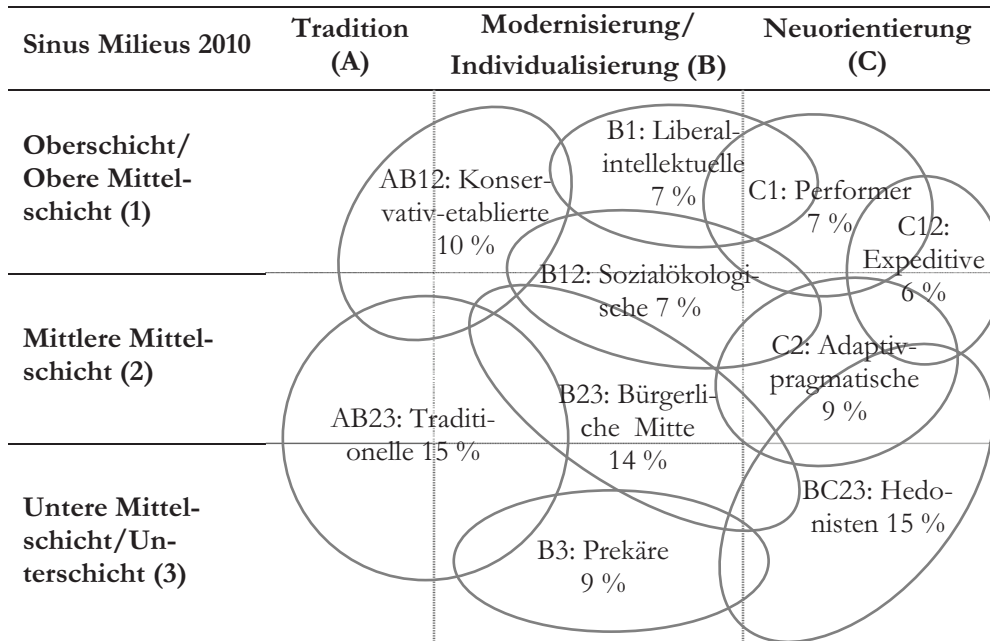 Sinus Milieus 2010
Tradition
(A)
Modernisierung/
Individualisierung (B)
Neuorientierung
(C)
Oberschicht/
Obere Mittel-
schicht (1)
AB12: Konser-
vativ-etablierte
10 %
B1: Liberal-
intellektuelle
7 %
C1: Performer
7 %
C12:
Expeditive
6 %
B12: Sozialökologi-
sche 7 %
Mittlere Mittel-
schicht (2)
AB23: Traditi-
onelle 15 %
B23: Bürgerli-
che Mitte
14 %
C2: Adaptiv-
pragmatische
9 %
Untere Mittel-
schicht/Un-
terschicht (3)
B3: Prekäre
9 %
BC23: Hedo-
nisten 15 %